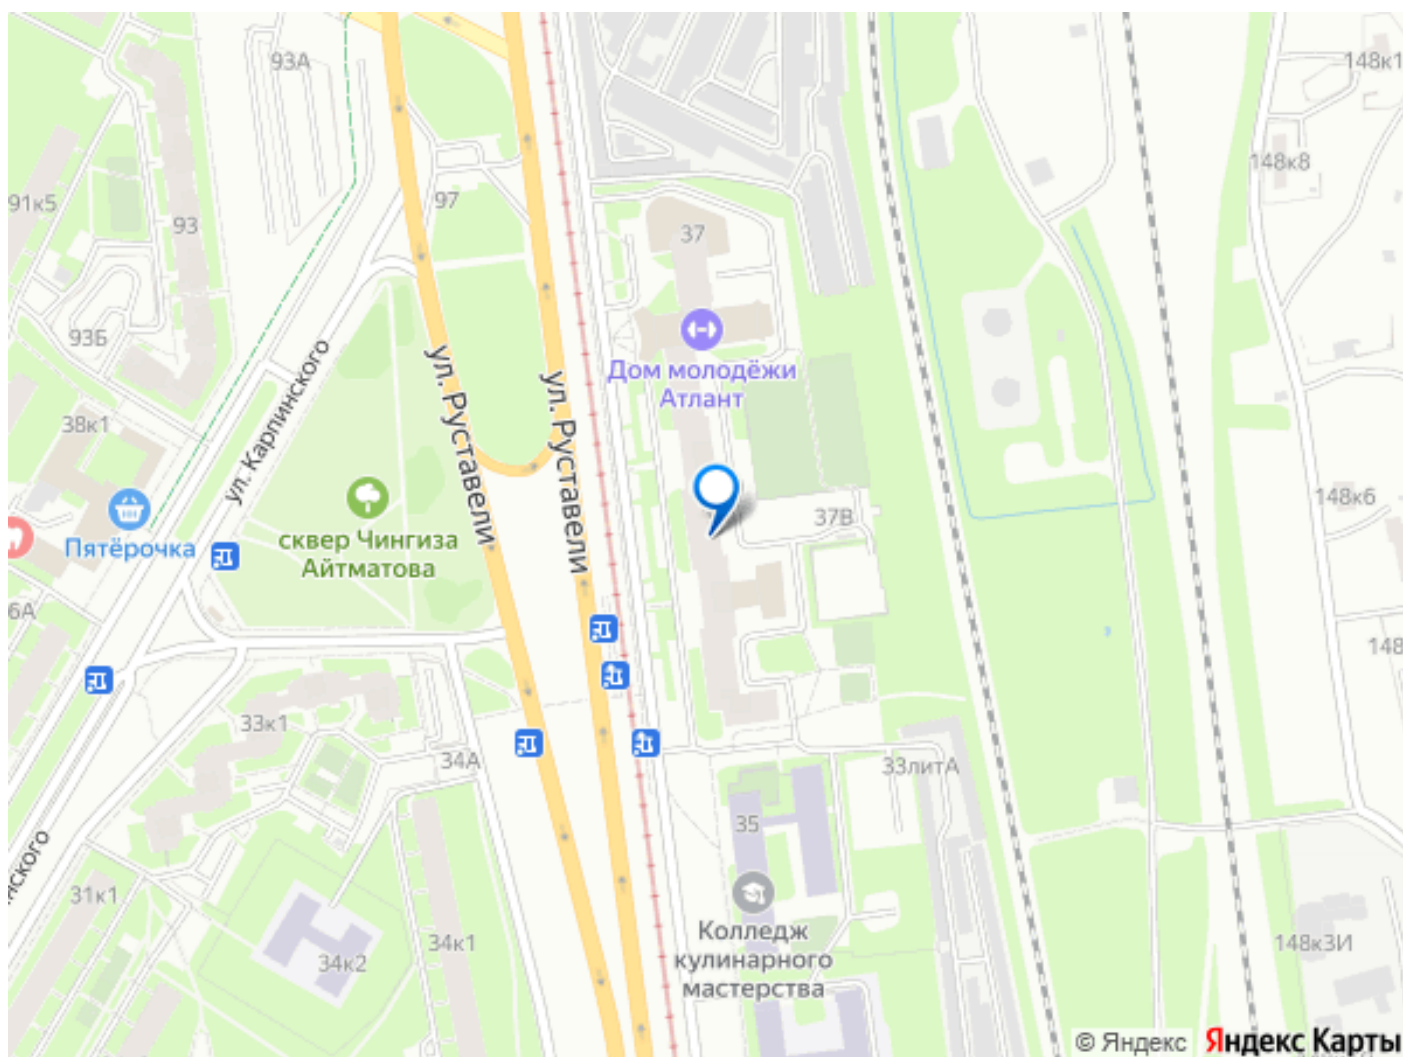 93А
148к1
148к8
91к5
97
93
37
93Б
ул. Карпинского
ул. Руставели
ул. Руставели
Дом молодёжи
Атлант
38к1
148к6
37В
Пятёрочка
сквер Чингиза
Айтматова
6А
148
33к1
34А
33литА
35
нского
31к1
34к1
34к2
148к3И
Колледж
кулинарного
мастерства
© Яндекс Яндекс Карты